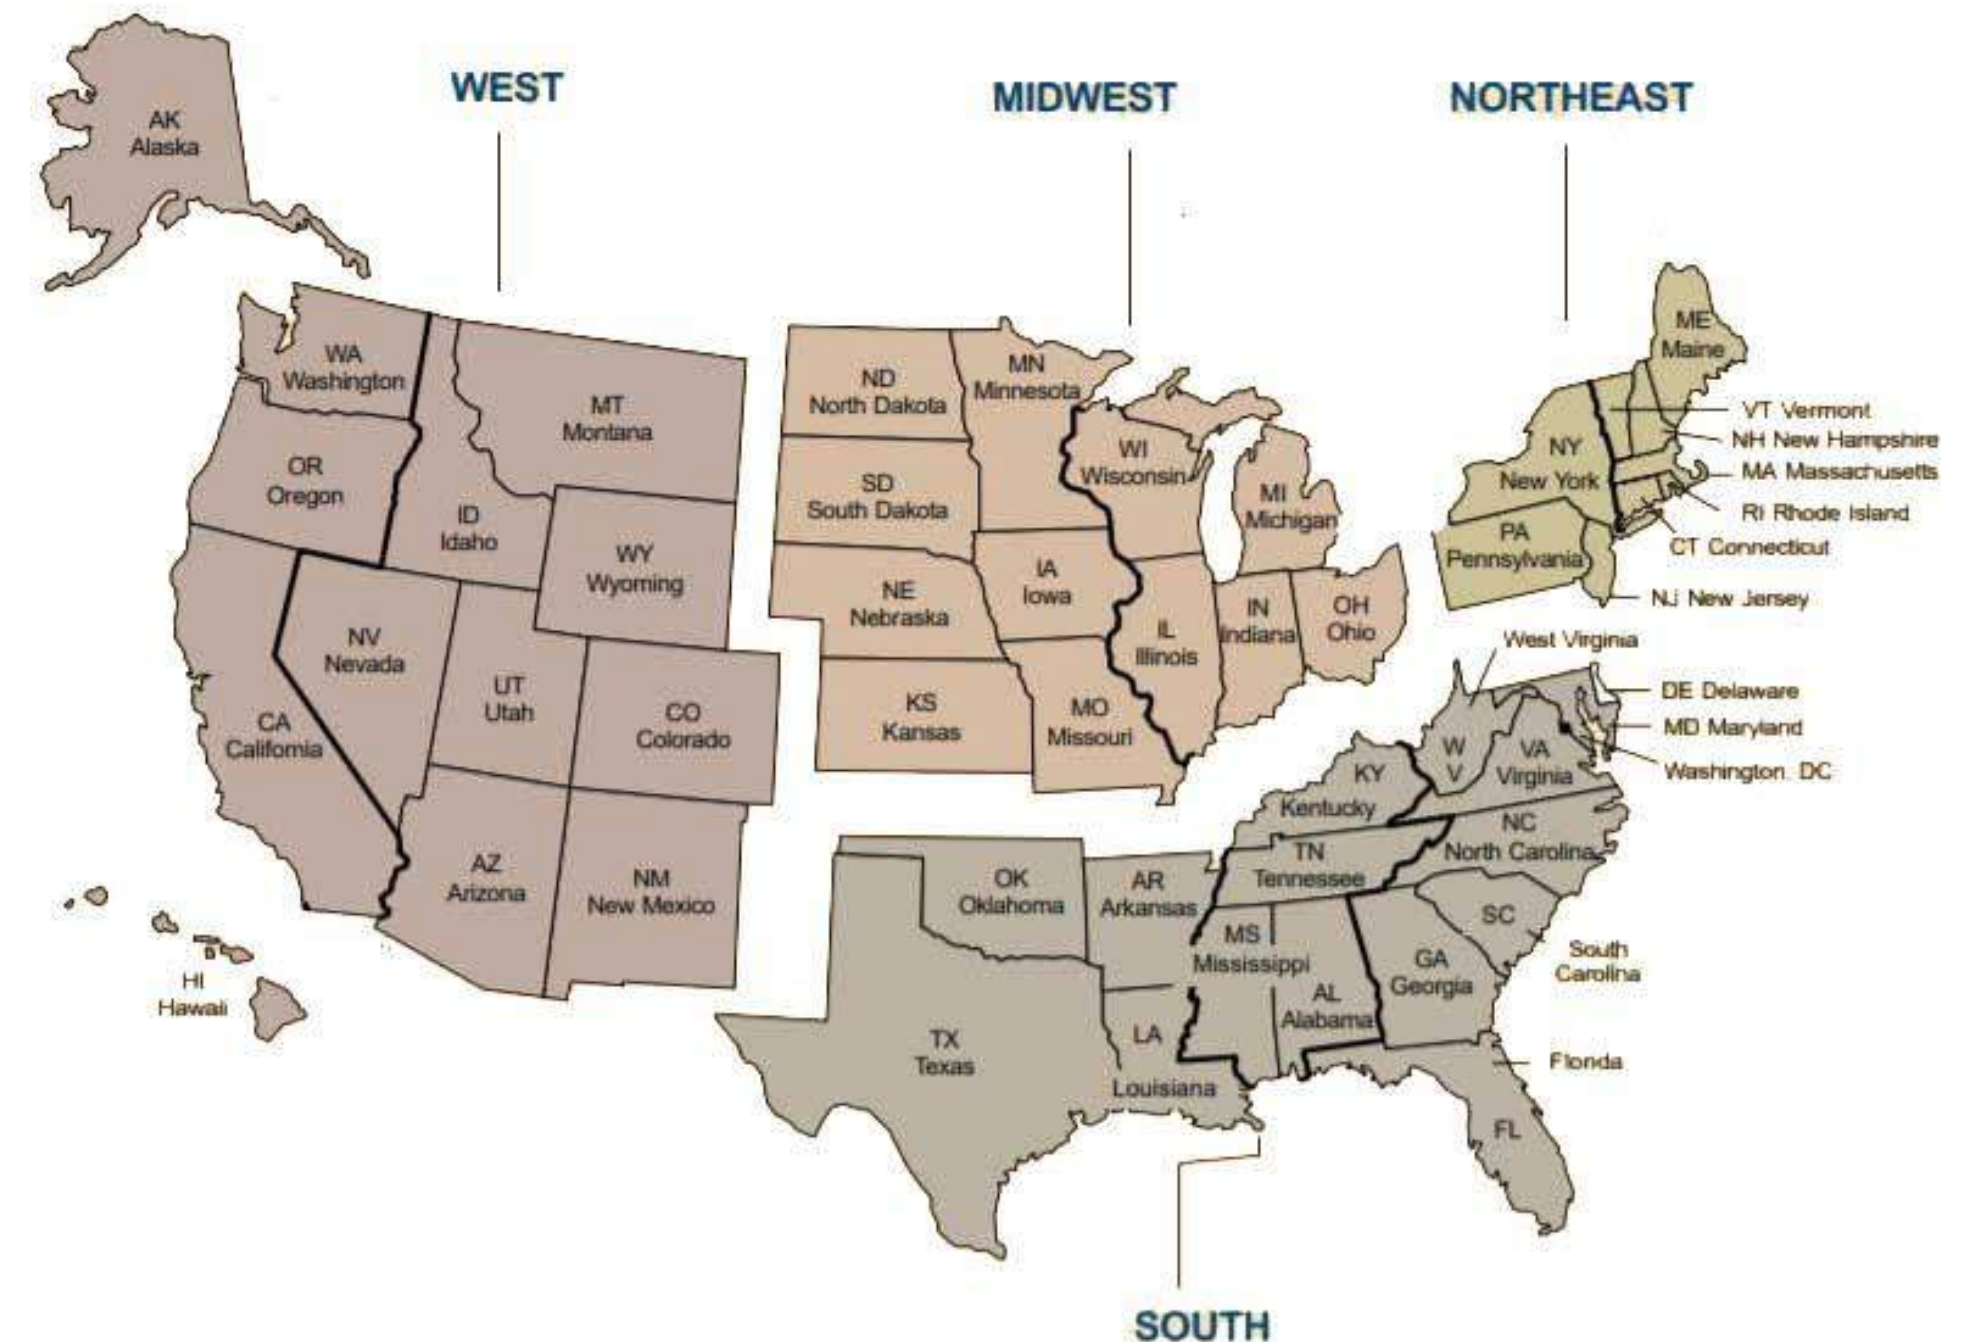 WEST
MIDWEST
NORTHEAST
AK
Alaska
WA
Washington
MT
Montana
OR
Oregon
ID
Idaho
WY
Wyoming
NV
Nevada
UT
Utah
CO
Colorado
CA
California
AZ
Arizona
NM
New Mexico
HI
Hawaii
ND
North Dakota
MN
Minnesota
SD
South Dakota
WI
Wisconsin
MI
Michigan
NE
Nebraska
IA
Iowa
IL
Illinois
IN
Indiana
OH
Ohio
KS
Kansas
MO
Missouri
ME
Maine
VT Vermont
NH New Hampshire
NY
New York
MA Massachusetts
RI Rhode Island
PA
Pennsylvania
CT Connecticut
NJ New Jersey
West Virginia
DE Delaware
MD Maryland
W
V
VA
Virginia
Washington, DC
KY
Kentucky
NC
North Carolina
TN
Tennessee
OK
Oklahoma
AR
Arkansas
SC
South
Carolina
MS
Mississippi
GA
Georgia
AL
Alabama
TX
Texas
LA
Louisiana
Florida
FL
SOUTH